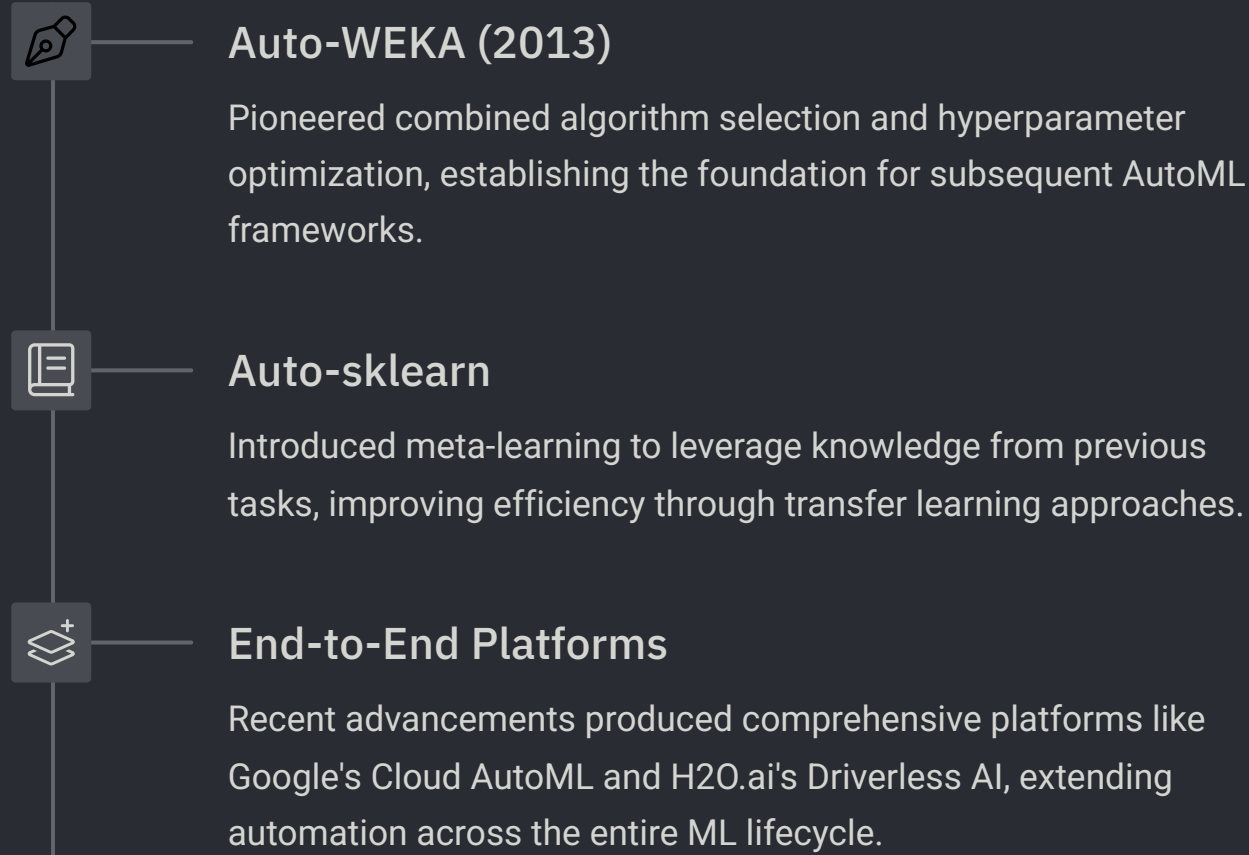 Auto-WEKA (2013)
Pioneered combined algorithm selection and hyperparameter
optimization, establishing the foundation for subsequent AutoML
frameworks.
Auto-sklearn
Introduced meta-learning to leverage knowledge from previous
tasks, improving efficiency through transfer learning approaches.
End-to-End Platforms
Recent advancements produced comprehensive platforms like
Google's Cloud AutoML and H2O.ai's Driverless AI, extending
automation across the entire ML lifecycle.